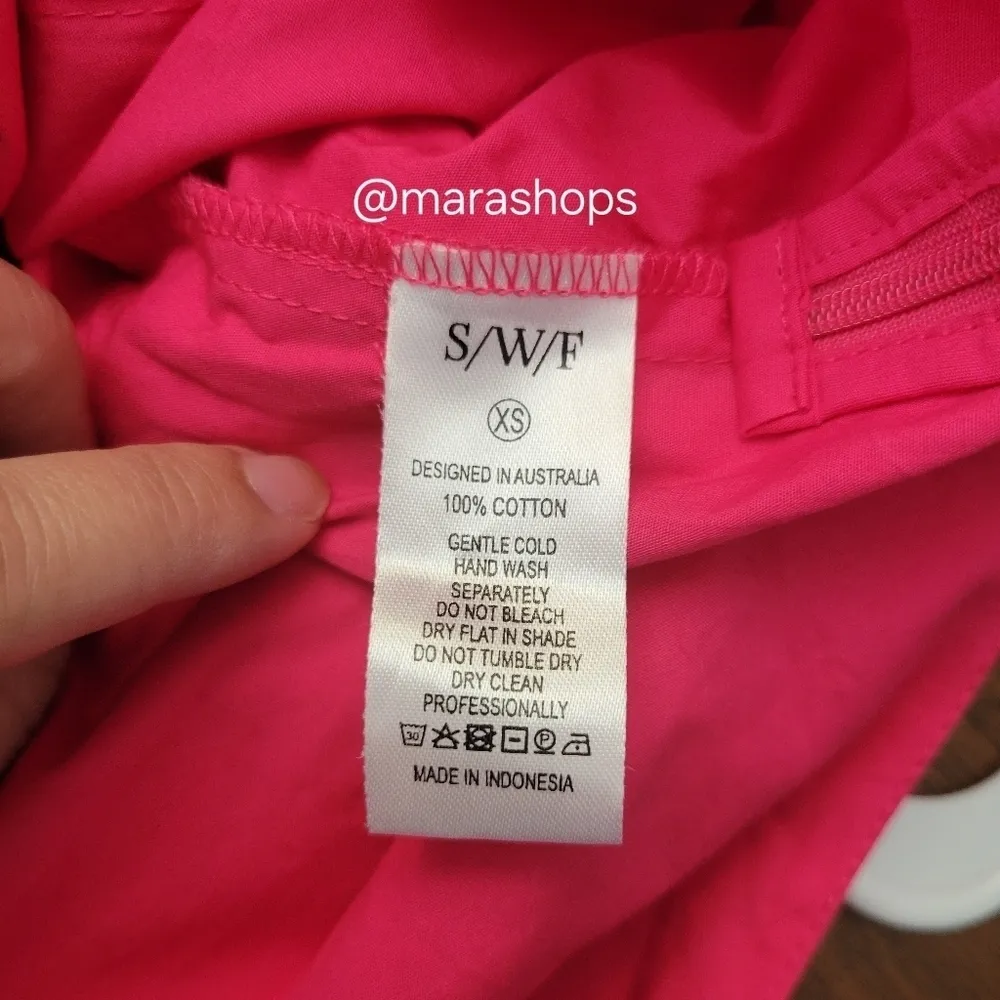 @marashops
S/W/F
XS
DESIGNED IN AUSTRALIA
100% COTTON
GENTLE COLD
HAND WASH
SEPARATELY
DO NOT BLEACH
DRY FLAT IN SHADE
DO NOT TUMBLE DRY
DRY CLEAN
PROFESSIONALLY
30 P
MADE IN INDONESIA